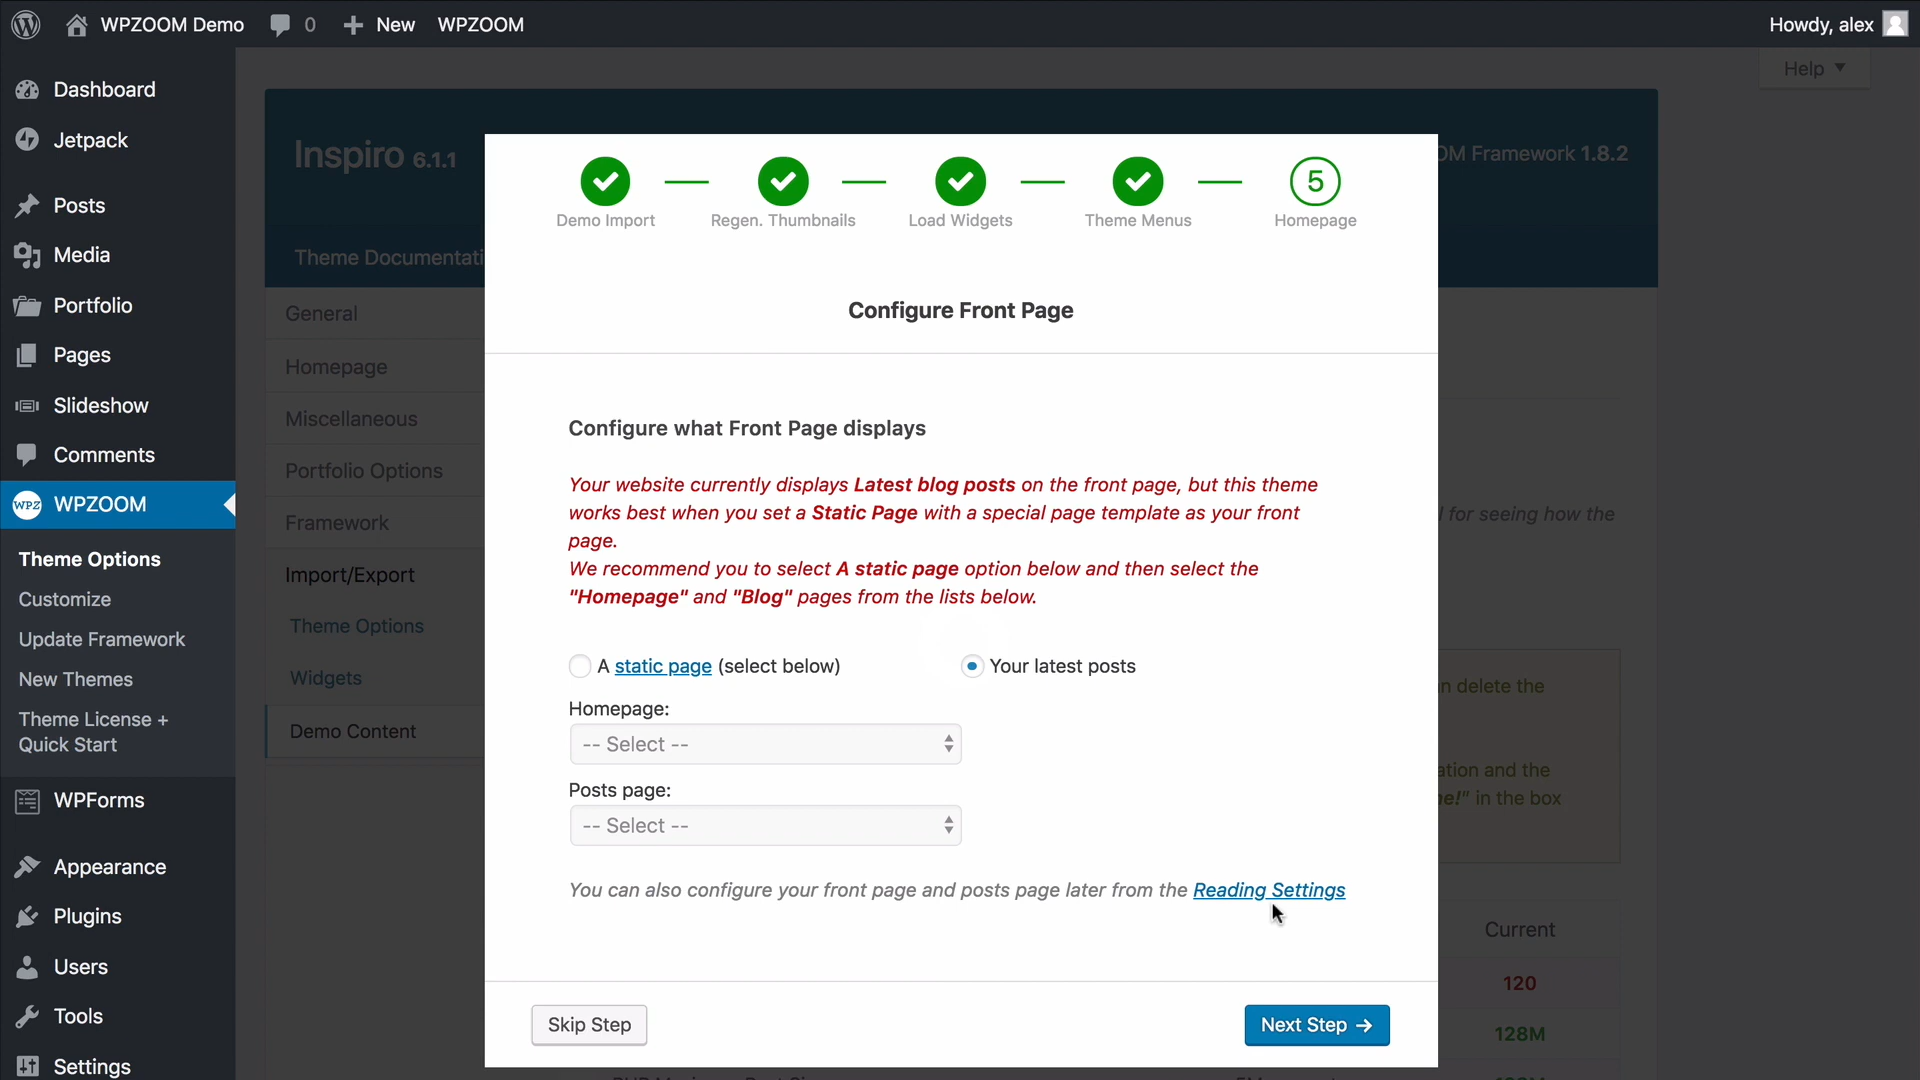 WPZOOM Demo
0
New
WPZOOM
Howdy, alex
Help
Dashboard
Jetpack
Posts
Media
Portfolio
Pages
Slideshow
Comments
WPZ
WPZOOM
Theme Options
Customize
Update Framework
New Themes
Theme License +
Quick Start
WPForms
Appearance
Plugins
Users
Tools
Settings
Inspiro 6.1.1
OM Framework 1.8.2
Theme Documentati
General
Homepage
Miscellaneous
Portfolio Options
Framework
Import/Export
Theme Options
Widgets
Demo Content
5
Demo Import
Regen. Thumbnails
Load Widgets
Theme Menus
Homepage
Configure Front Page
Configure what Front Page displays
Your website currently displays Latest blog posts on the front page, but this theme
works best when you set a Static Page with a special page template as your front
page.
We recommend you to select A static page option below and then select the
"Homepage" and "Blog" pages from the lists below.
A static page (select below)
Your latest posts
Homepage:
-- Select --
Posts page:
-- Select --
You can also configure your front page and posts page later from the Reading Settings
Skip Step
Next Step →
for seeing how the
n delete the
ation and the
ne!" in the box
Current
120
128M